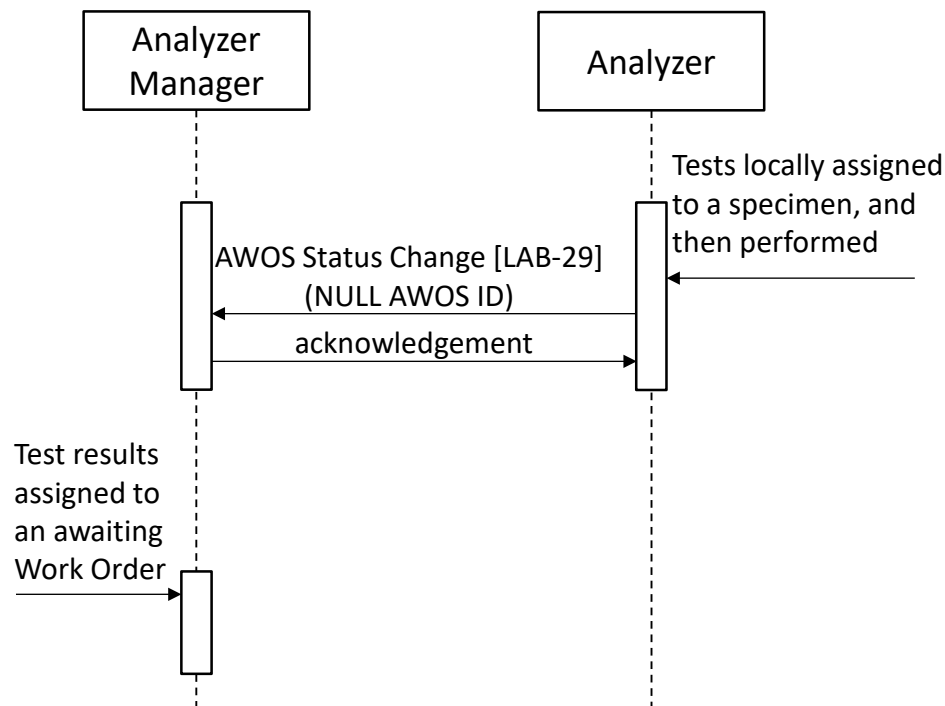 Analyzer
Manager
Analyzer
Tests locally assigned
to a specimen, and
then performed
AWOS Status Change [LAB-29]
(NULL AWOS ID)
acknowledgement
Test results
assigned to
an awaiting
Work Order